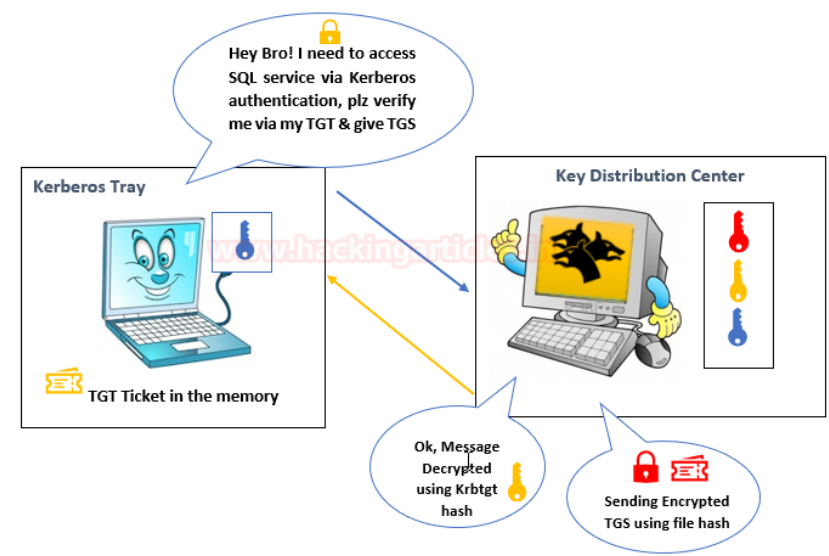 Hey Bro! I need to access
SQL service via Kerberos
authentication, plz verify
me via my TGT & give TGS
Kerberos Tray
Key Distribution Center
www.hackingarticles.in
TGT Ticket in the memory
Ok, Message
Decrypted
using Krbtgt
hash
Sending Encrypted
TGS using file hash